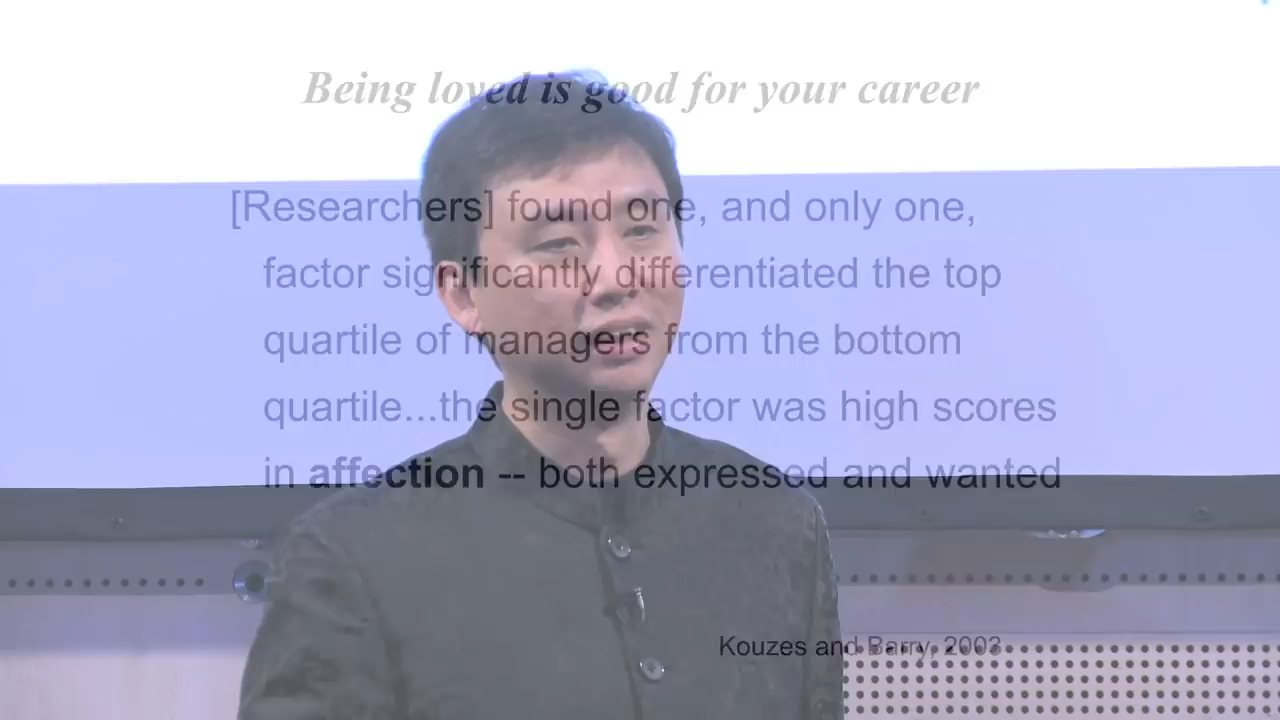 Being loved is good for your career
[Researchers] found one, and only one,
factor significantly differentiated the top
quartile of managers from the bottom
quartile...the single factor was high scores
in affection -- both expressed and wanted
Kouzes and Barry, 2003